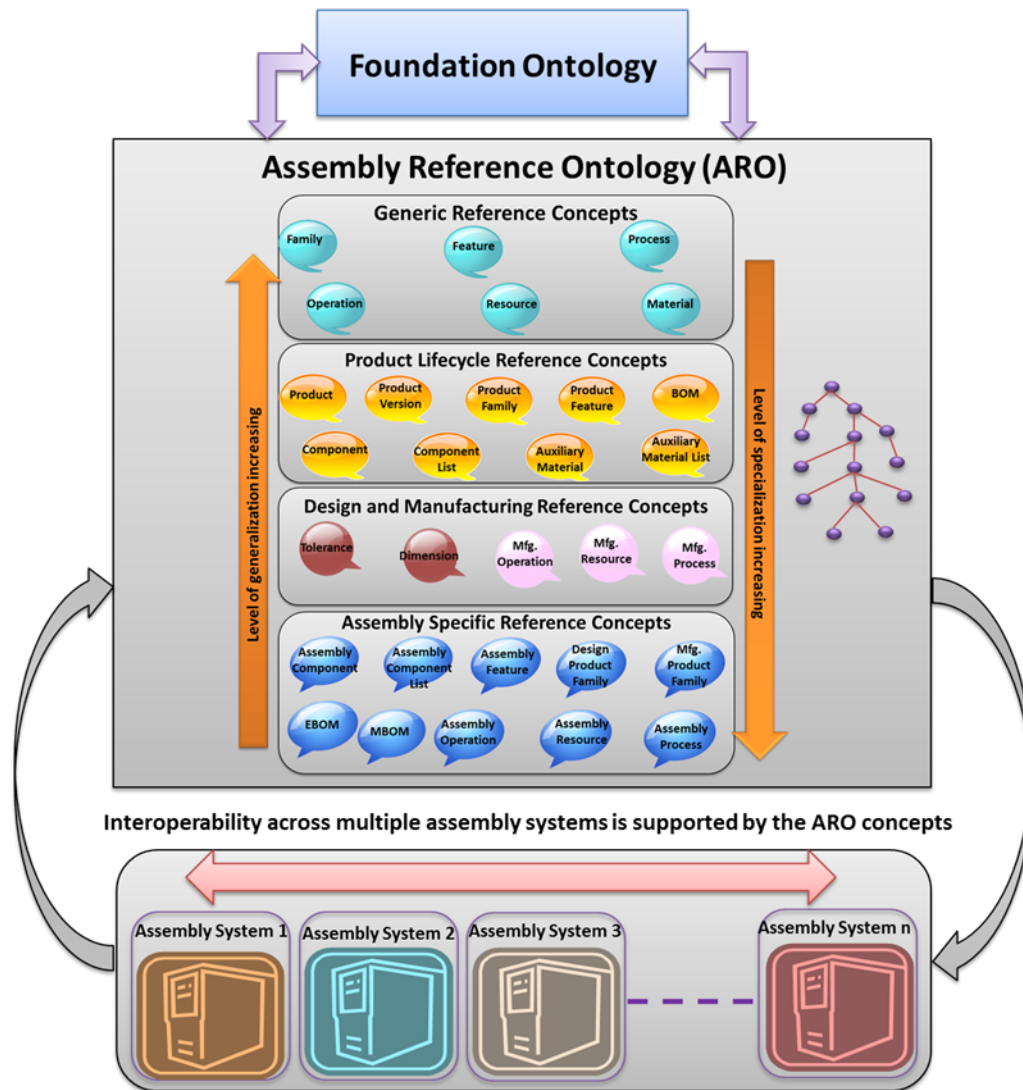 Foundation Ontology
Assembly Reference Ontology (ARO)
Generic Reference Concepts
Family
Feature
Process
Operation
Resource
Material
Product Lifecycle Reference Concepts
Product
Product
Version
Product
Family
Product
Feature
BOM
Component
Component
List
Auxiliary
Material
Auxiliary
Material List
Design and Manufacturing Reference Concepts
Tolerance
Dimension
Mfg.
Operation
Mfg.
Resource
Mfg.
Process
Assembly Specific Reference Concepts
Assembly
Component
Assembly
Component
List
Assembly
Feature
Design
Product
Family
Mfg.
Product
Family
EBOM
MBOM
Assembly
Operation
Assembly
Resource
Assembly
Process
Level of generalization increasing
Level of specialization increasing
Interoperability across multiple assembly systems is supported by the ARO concepts
Assembly System 1
Assembly System 2
Assembly System 3
Assembly System n